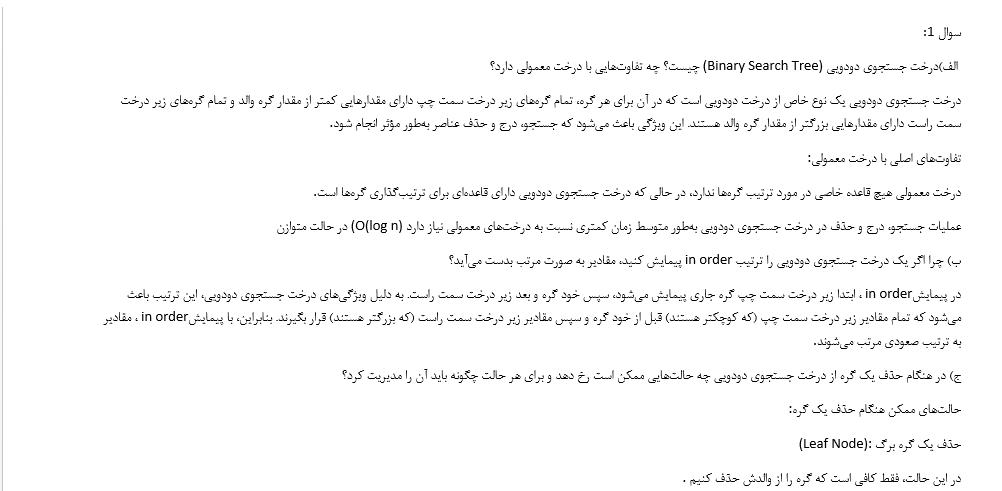 سوال 1:
الف)درخت جستجوی دودویی (Binary Search Tree) چیست؟ چه تفاوت‌هایی با درخت معمولی دارد؟
درخت جستجوی دودویی یک نوع خاص از درخت دودویی است که در آن برای هر گره، تمام گره‌های زیر درخت سمت چپ دارای مقدارهایی کمتر از مقدار گره والد و تمام گره‌های زیر درخت
سمت راست دارای مقدارهایی بزرگتر از مقدار گره والد هستند. این ویژگی باعث می‌شود که جستجو، درج و حذف عناصر به‌طور مؤثر انجام شود.
تفاوت‌های اصلی با درخت معمولی:
درخت معمولی هیچ قاعده خاصی در مورد ترتیب گره‌ها ندارد، در حالی که درخت جستجوی دودویی دارای قاعده‌ای برای ترتیب‌گذاری گره‌ها است.
عملیات جستجو، درج و حذف در درخت جستجوی دودویی به‌طور متوسط زمان کمتری نسبت به درخت‌های معمولی نیاز دارد (O(log n) در حالت متوازن
ب) چرا اگر یک درخت جستجوی دودویی را ترتیب in order پیمایش کنید، مقادیر به صورت مرتب بدست می‌آید؟
در پیمایش in order ، ابتدا زیر درخت سمت چپ گره جاری پیمایش می‌شود، سپس خود گره و بعد زیر درخت سمت راست. به دلیل ویژگی‌های درخت جستجوی دودویی، این ترتیب باعث
می‌شود که تمام مقادیر زیر درخت سمت چپ (که کوچکتر هستند) قبل از خود گره و سپس مقادیر زیر درخت سمت راست (که بزرگتر هستند) قرار بگیرند. بنابراین، با پیمایش in order ، مقادیر
به ترتیب صعودی مرتب می‌شوند.
ج) در هنگام حذف یک گره از درخت جستجوی دودویی چه حالت‌هایی ممکن است رخ دهد و برای هر حالت چگونه باید آن را مدیریت کرد؟
حالت‌های ممکن هنگام حذف یک گره:
حذف یک گره برگ :(Leaf Node)
در این حالت، فقط کافی است که گره را از والدش حذف کنیم .